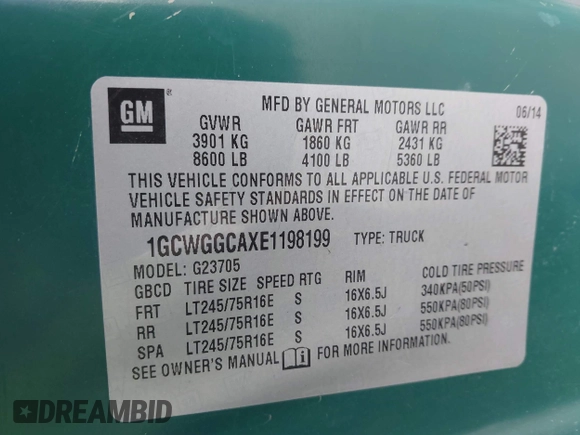 GM
®
MFD BY GENERAL MOTORS LLC
06/14
GVWR GAWR FRT GAWR RR
3901 KG 1860 KG 2431 KG
8600 LB 4100 LB 5360 LB
THIS VEHICLE CONFORMS TO ALL APPLICABLE U.S. FEDERAL MOTOR
VEHICLE SAFETY STANDARDS IN EFFECT ON THE DATE OF
MANUFACTURE SHOWN ABOVE.
1GCWGGCAXE1198199 TYPE: TRUCK
MODEL: G23705
GBCD TIRE SIZE SPEED RTG RIM COLD TIRE PRESSURE
FRT LT245/75R16E S 16X6.5J 340KPA(50PSI)
RR LT245/75R16E S 16X6.5J 550KPA(80PSI)
SPA LT245/75R16E S 16X6.5J 550KPA(80PSI)
SEE OWNER'S MANUAL FOR MORE INFORMATION
DREAMBID